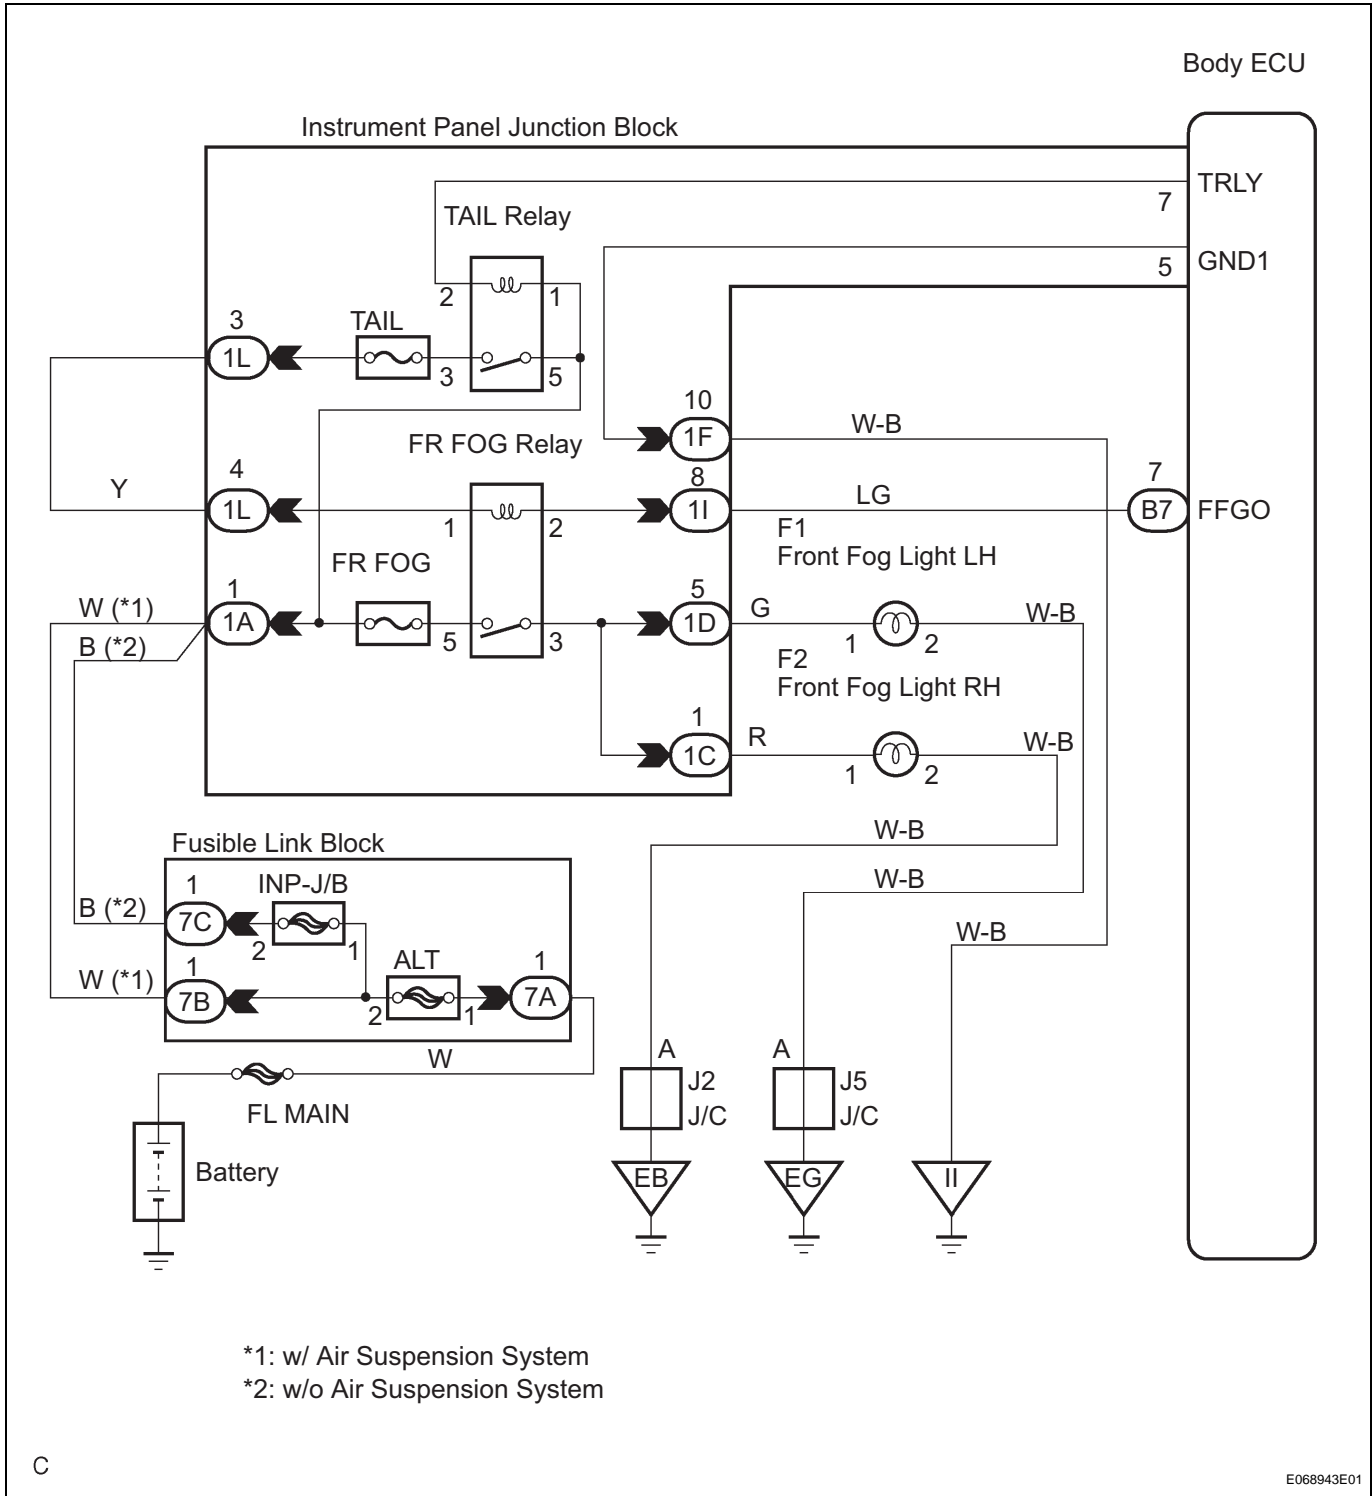 Body ECU
Instrument Panel Junction Block
TRLY
7
TAIL Relay
GND1
5
2
1
3
TAIL
1L
3
5
10
FR FOG Relay
1F
W-B
4
8
7
Y
1L
1
2
1I
LG
B7
FFGO
F1
FR FOG
Front Fog Light LH
1
5
W (*1)
1A
5
3
1D
G
1
2
W-B
B (*2)
F2
Front Fog Light RH
1
1C
R
1
2
W-B
W-B
Fusible Link Block
1
INP-J/B
W-B
B (*2)
7C
2
1
W-B
1
ALT
1
W (*1)
7B
2
1
7A
W
A
A
J2
J5
FL MAIN
J/C
J/C
Battery
EB
EG
II
*1: w/ Air Suspension System
*2: w/o Air Suspension System
C
E068943E01